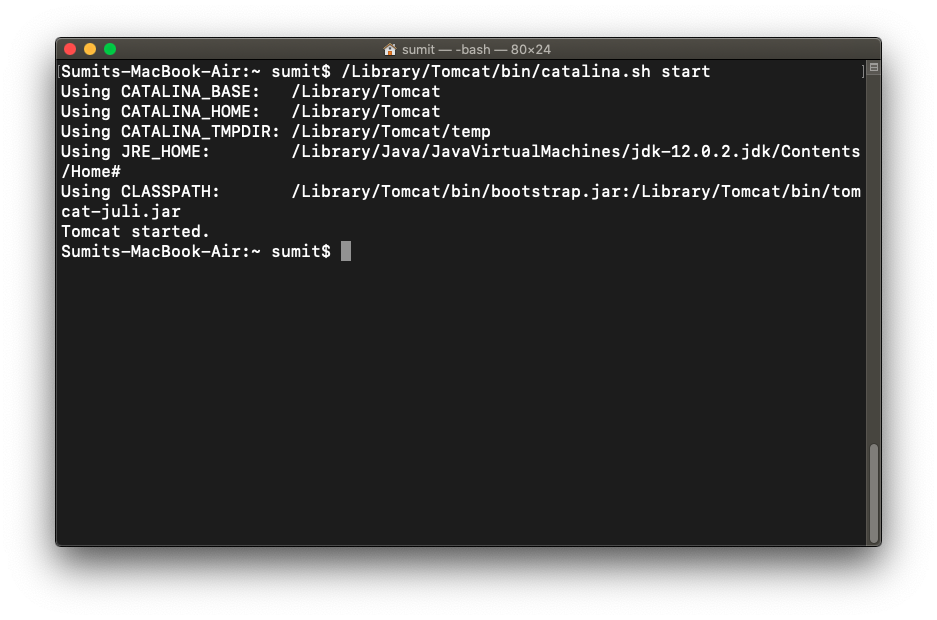 sumit — -bash — 80×24
Sumits-MacBook-Air:~ sumit$ /Library/Tomcat/bin/catalina.sh start
Using CATALINA_BASE:   /Library/Tomcat
Using CATALINA_HOME:   /Library/Tomcat
Using CATALINA_TMPDIR: /Library/Tomcat/temp
Using JRE_HOME:        /Library/Java/JavaVirtualMachines/jdk-12.0.2.jdk/Contents
/Home#
Using CLASSPATH:       /Library/Tomcat/bin/bootstrap.jar:/Library/Tomcat/bin/tom
cat-juli.jar
Tomcat started.
Sumits-MacBook-Air:~ sumit$